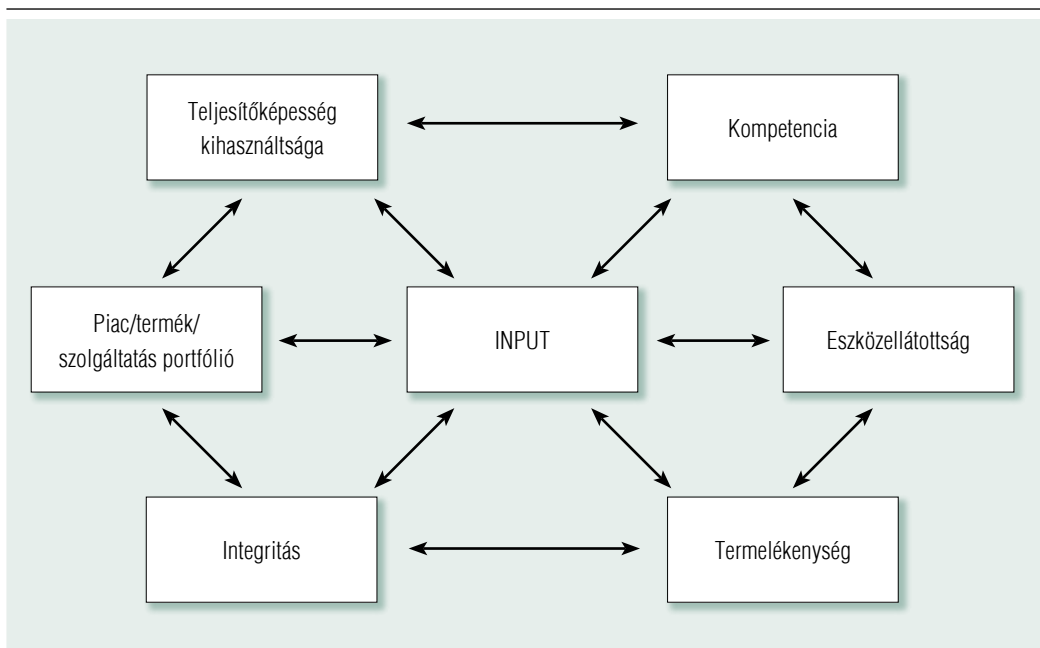 Teljesítőképesség
kihasználtsága
Kompetencia
Piac/termék/
szolgáltatás portfólió
INPUT
Eszközellátottság
Integritás
Termelékenység